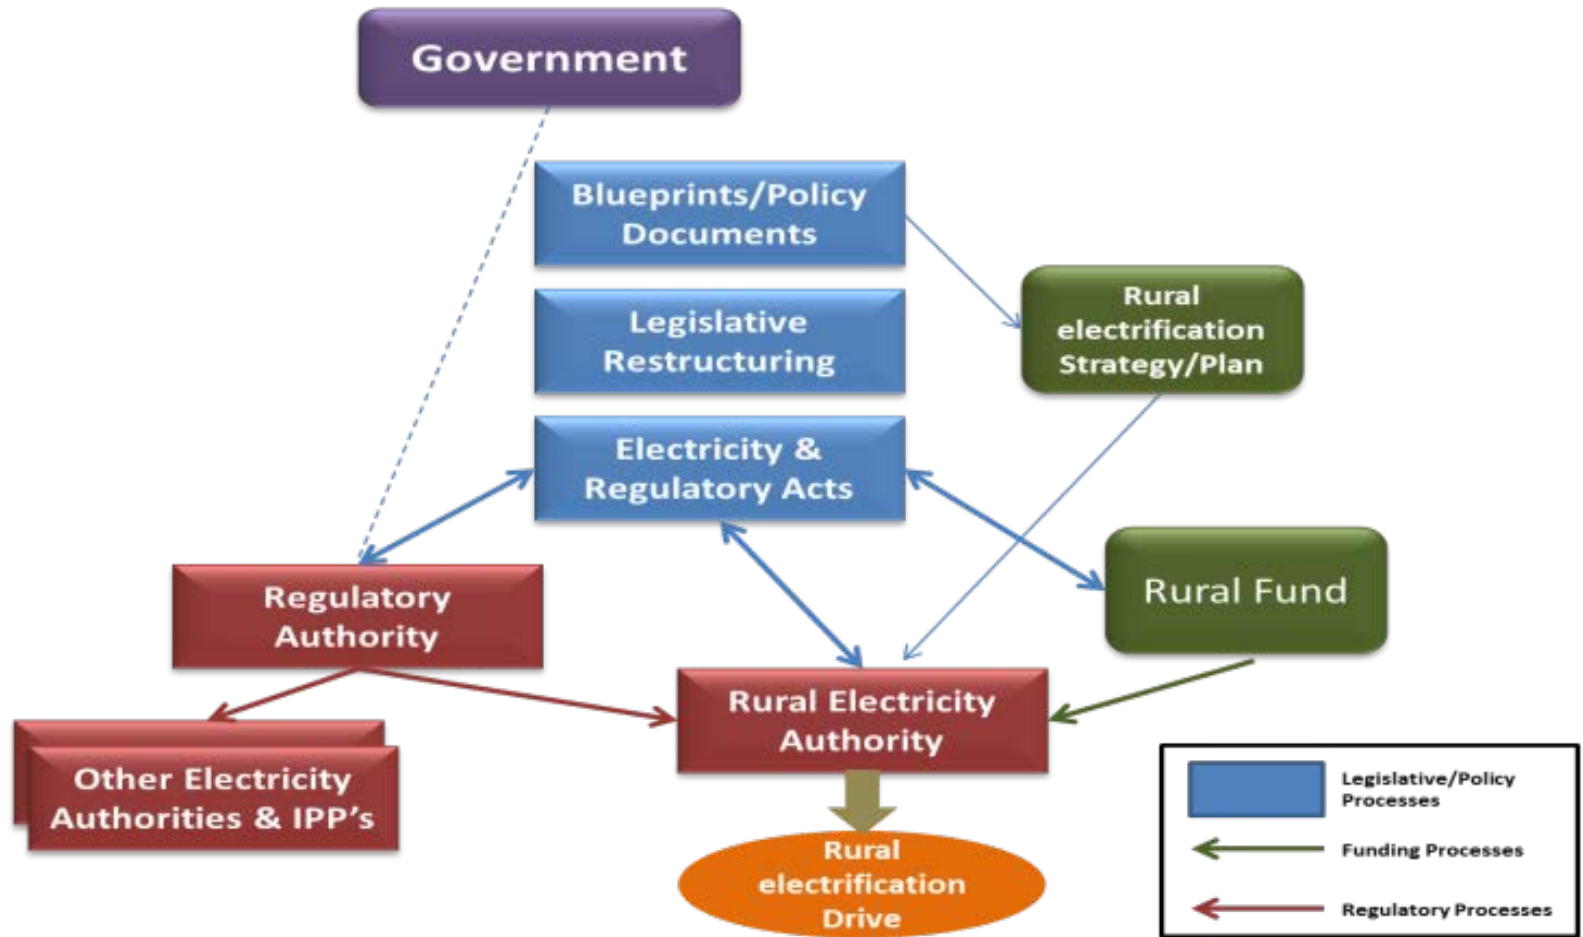 Government
Blueprints/Policy
Documents
Legislative
Restructuring
Rural
electrification
Strategy/Plan
Electricity &
Regulatory Acts
Regulatory
Authority
Rural Fund
Rural Electricity
Authority
Other Electricity
Authorities & IPP's
Rural
electrification
Drive
Legislative/Policy
Processes
Funding Processes
Regulatory Processes